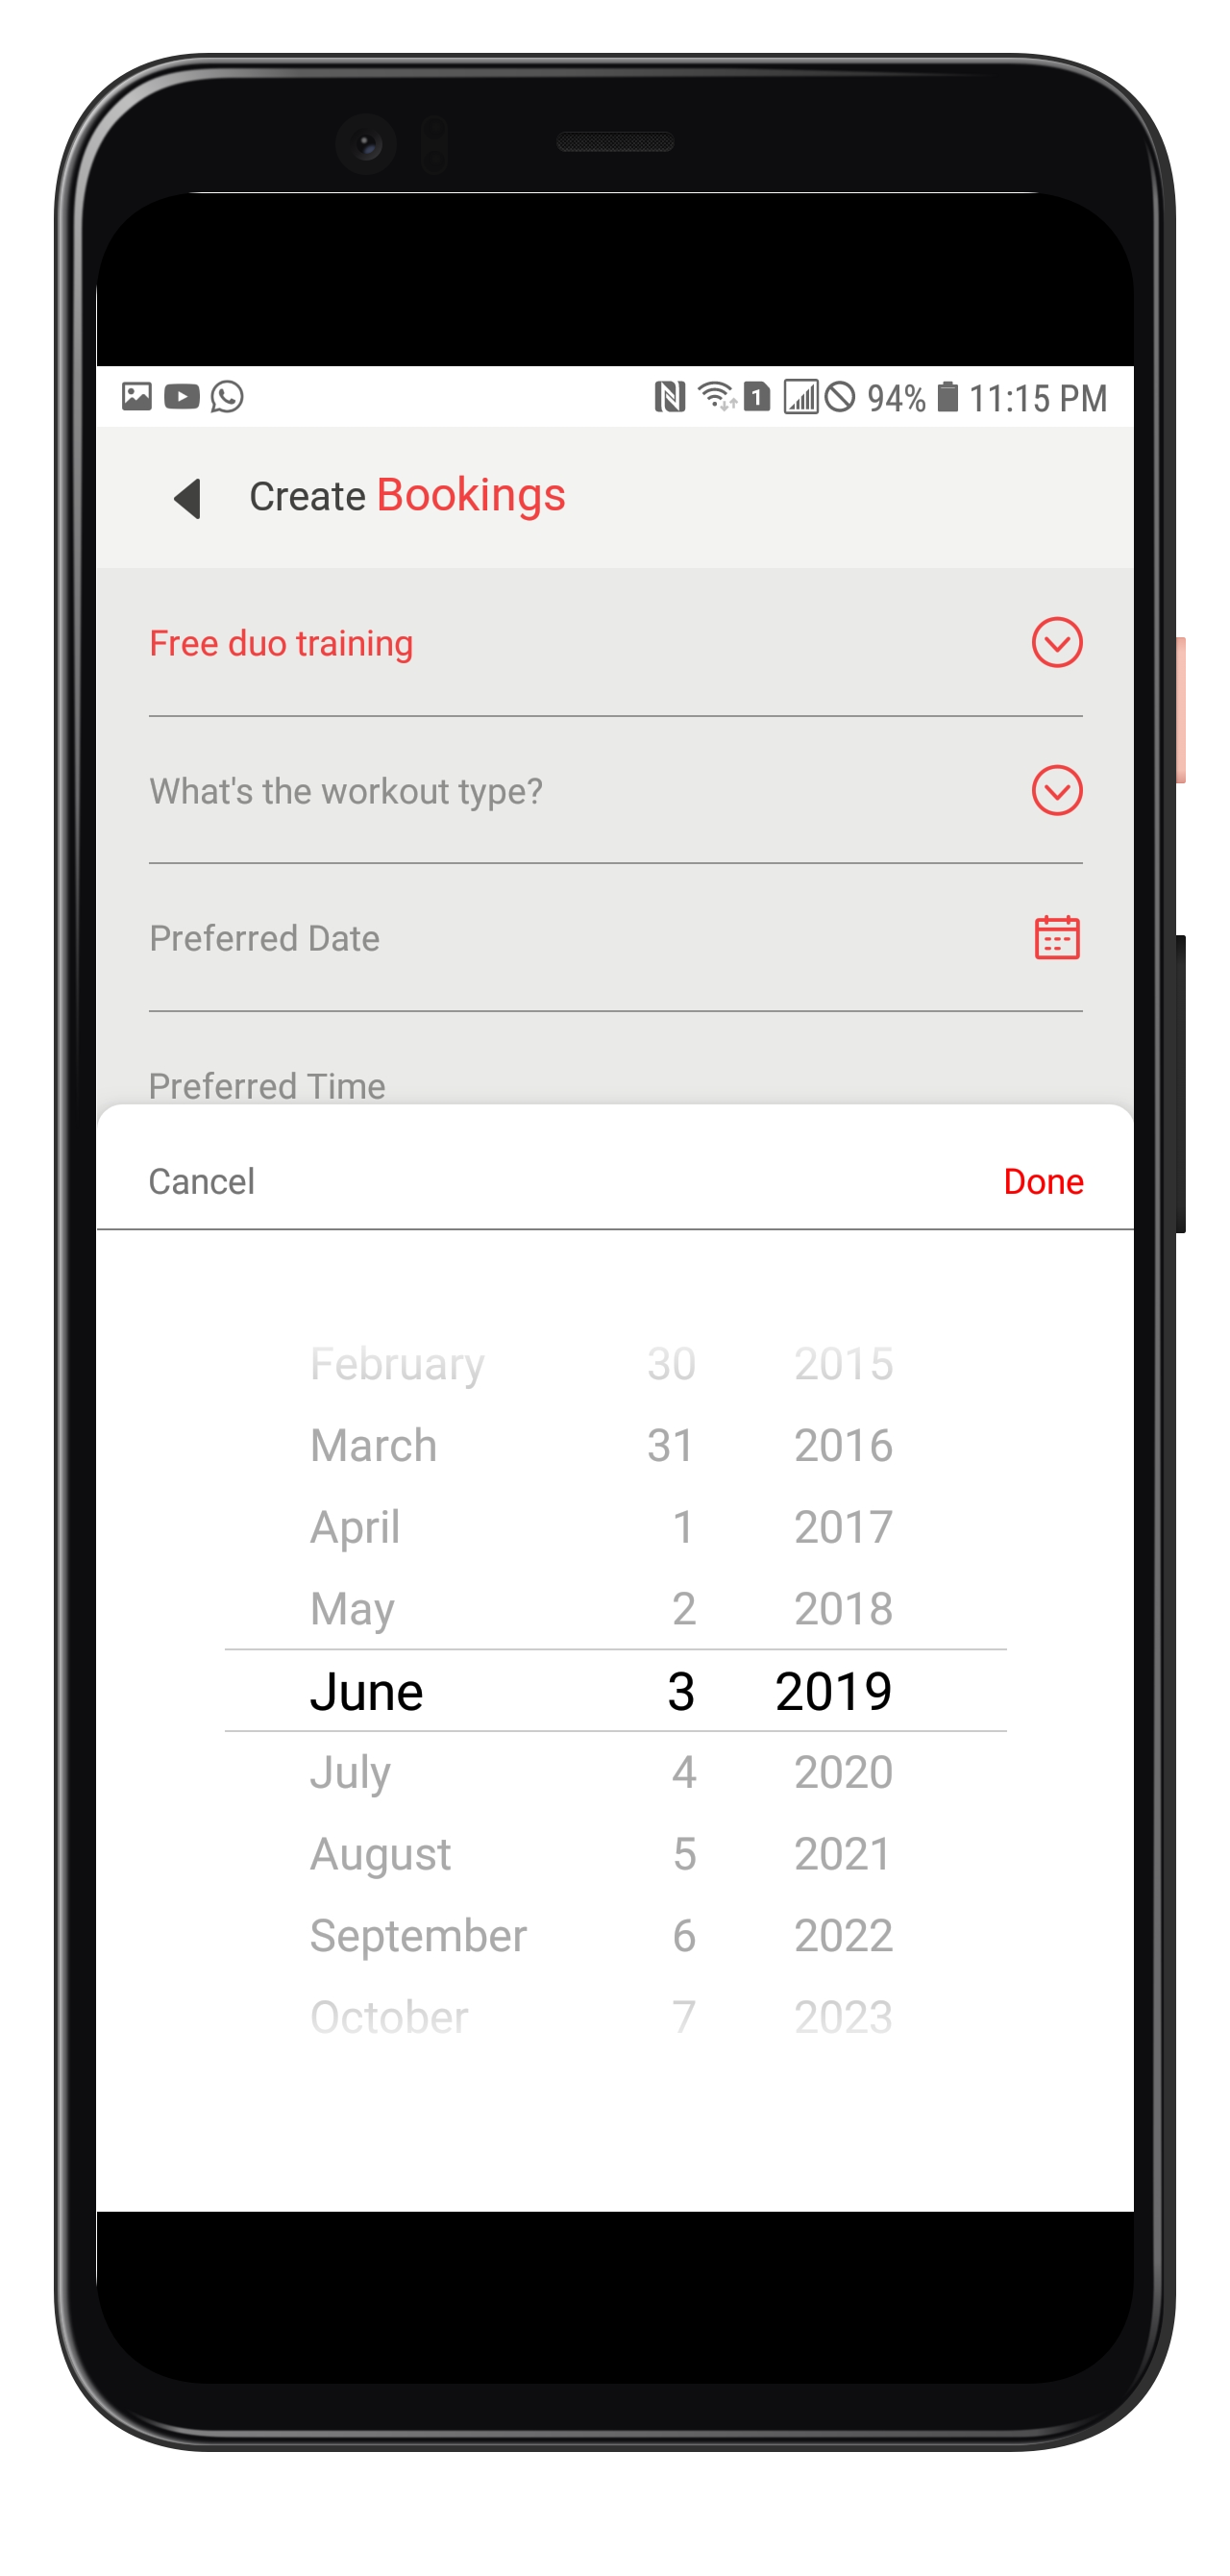 94% 11:15 PM
Create Bookings
Free duo training
What's the workout type?
Preferred Date
Preferred Time
Cancel Done
February 30 2015
March 31 2016
April 1 2017
May 2 2018
June 3 2019
July 4 2020
August 5 2021
September 6 2022
October 7 2023